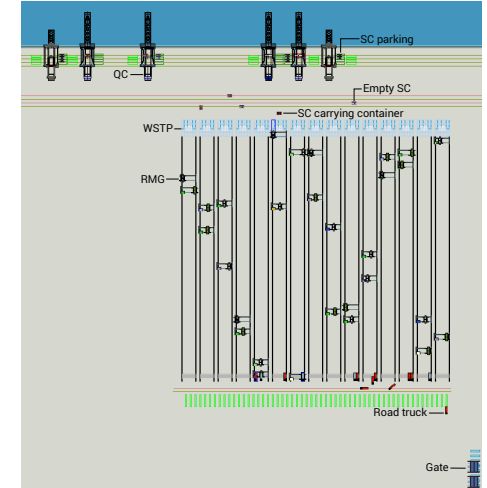 SC parking
QC
Empty SC
SC carrying container
WSTP
RMG
Road truck
Gate